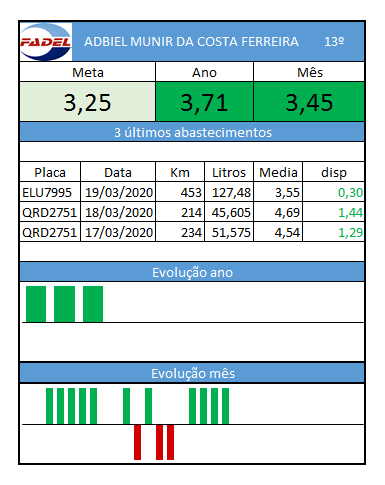 FADEL
ADBIEL MUNIR DA COSTA FERREIRA 13º
Meta Ano Mês
3,25 3,71 3,45
3 últimos abastecimentos
Placa Data Km Litros Media disp
ELU7995 19/03/2020 453 127,48 3,55 0,30
QRD2751 18/03/2020 214 45,605 4,69 1,44
QRD2751 17/03/2020 234 51,575 4,54 1,29
Evolução ano
Evolução mês